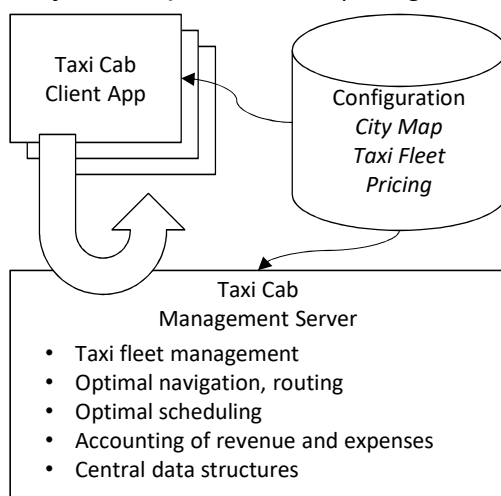 Taxi Cab
Client App
Configuration
City Map
Taxi Fleet
Pricing
Taxi Cab
Management Server
• Taxi fleet management
• Optimal navigation, routing
• Optimal scheduling
• Accounting of revenue and expenses
• Central data structures